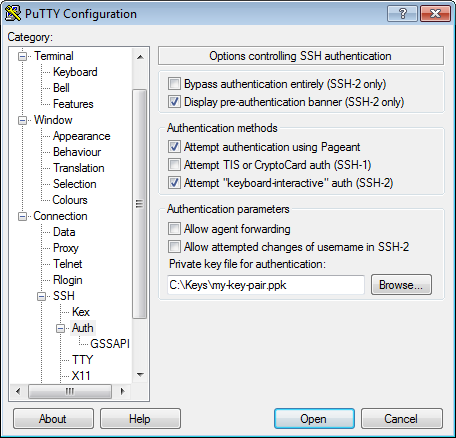 PuTTY Configuration
Category:
Terminal
Keyboard
Bell
Features
Window
Appearance
Behaviour
Translation
Selection
Colours
Connection
Data
Proxy
Telnet
Rlogin
SSH
Kex
Auth
GSSAPI
TTY
X11
Options controlling SSH authentication
Bypass authentication entirely (SSH-2 only)
Display pre-authentication banner (SSH-2 only)
Authentication methods
Attempt authentication using Pageant
Attempt TIS or CryptoCard auth (SSH-1)
Attempt "keyboard-interactive" auth (SSH-2)
Authentication parameters
Allow agent forwarding
Allow attempted changes of username in SSH-2
Private key file for authentication:
C:\Keys\my-key-pair.ppk
Browse...
About
Help
Open
Cancel